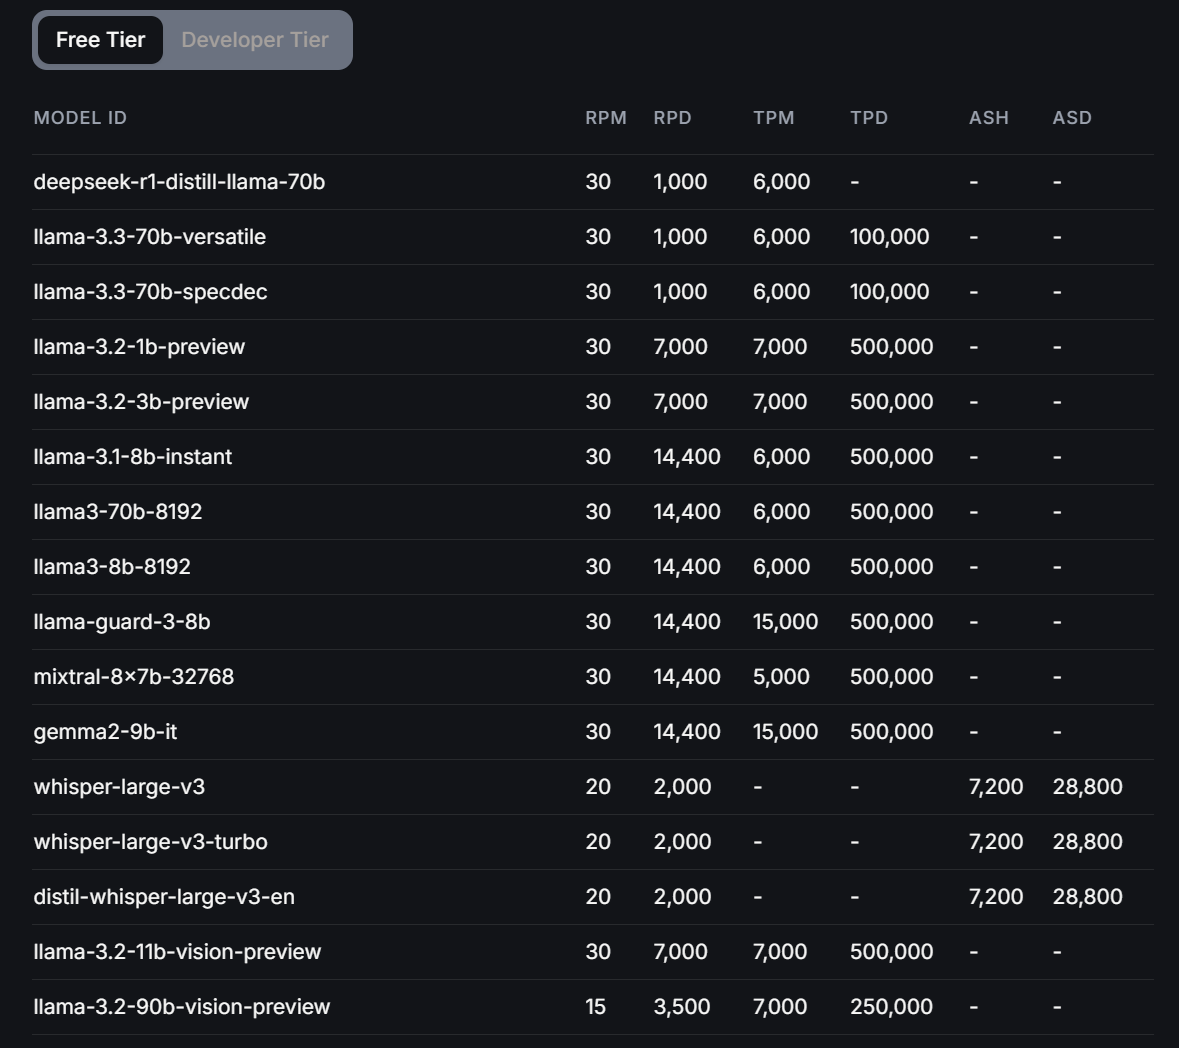 Free Tier Developer Tier
MODEL ID RPM RPD TPM TPD ASH ASD
deepseek-r1-distill-llama-70b 30 1,000 6,000 - - -
llama-3.3-70b-versatile 30 1,000 6,000 100,000 - -
llama-3.3-70b-specdec 30 1,000 6,000 100,000 - -
llama-3.2-1b-preview 30 7,000 7,000 500,000 - -
llama-3.2-3b-preview 30 7,000 7,000 500,000 - -
llama-3.1-8b-instant 30 14,400 6,000 500,000 - -
llama3-70b-8192 30 14,400 6,000 500,000 - -
llama3-8b-8192 30 14,400 6,000 500,000 - -
llama-guard-3-8b 30 14,400 15,000 500,000 - -
mixtral-8×7b-32768 30 14,400 5,000 500,000 - -
gemma2-9b-it 30 14,400 15,000 500,000 - -
whisper-large-v3 20 2,000 - - 7,200 28,800
whisper-large-v3-turbo 20 2,000 - - 7,200 28,800
distil-whisper-large-v3-en 20 2,000 - - 7,200 28,800
llama-3.2-11b-vision-preview 30 7,000 7,000 500,000 - -
llama-3.2-90b-vision-preview 15 3,500 7,000 250,000 - -